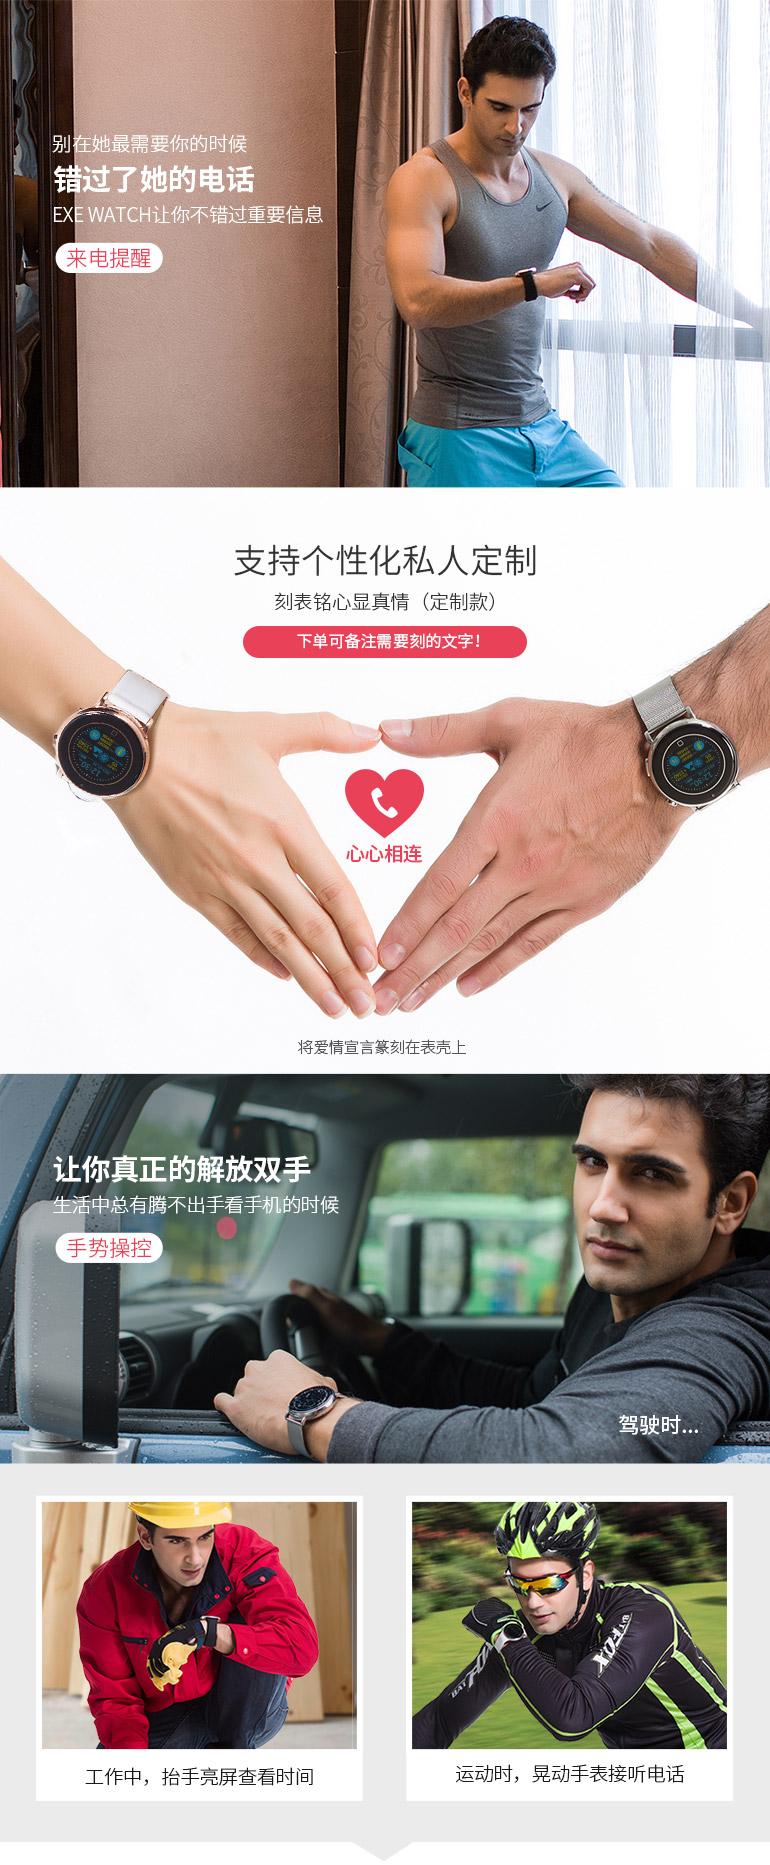 别在她最需要你的时候
错过了她的电话
EXE WATCH让你不错过重要信息
来电提醒
支持个性化私人定制
刻表铭心显真情（定制款）
下单可备注需要刻的文字！
心心相连
将爱情宣言篆刻在表壳上
让你真正的解放双手
生活中总有腾不出手看手机的时候
手势操控
驾驶时...
工作中，抬手亮屏查看时间
运动时，晃动手表接听电话